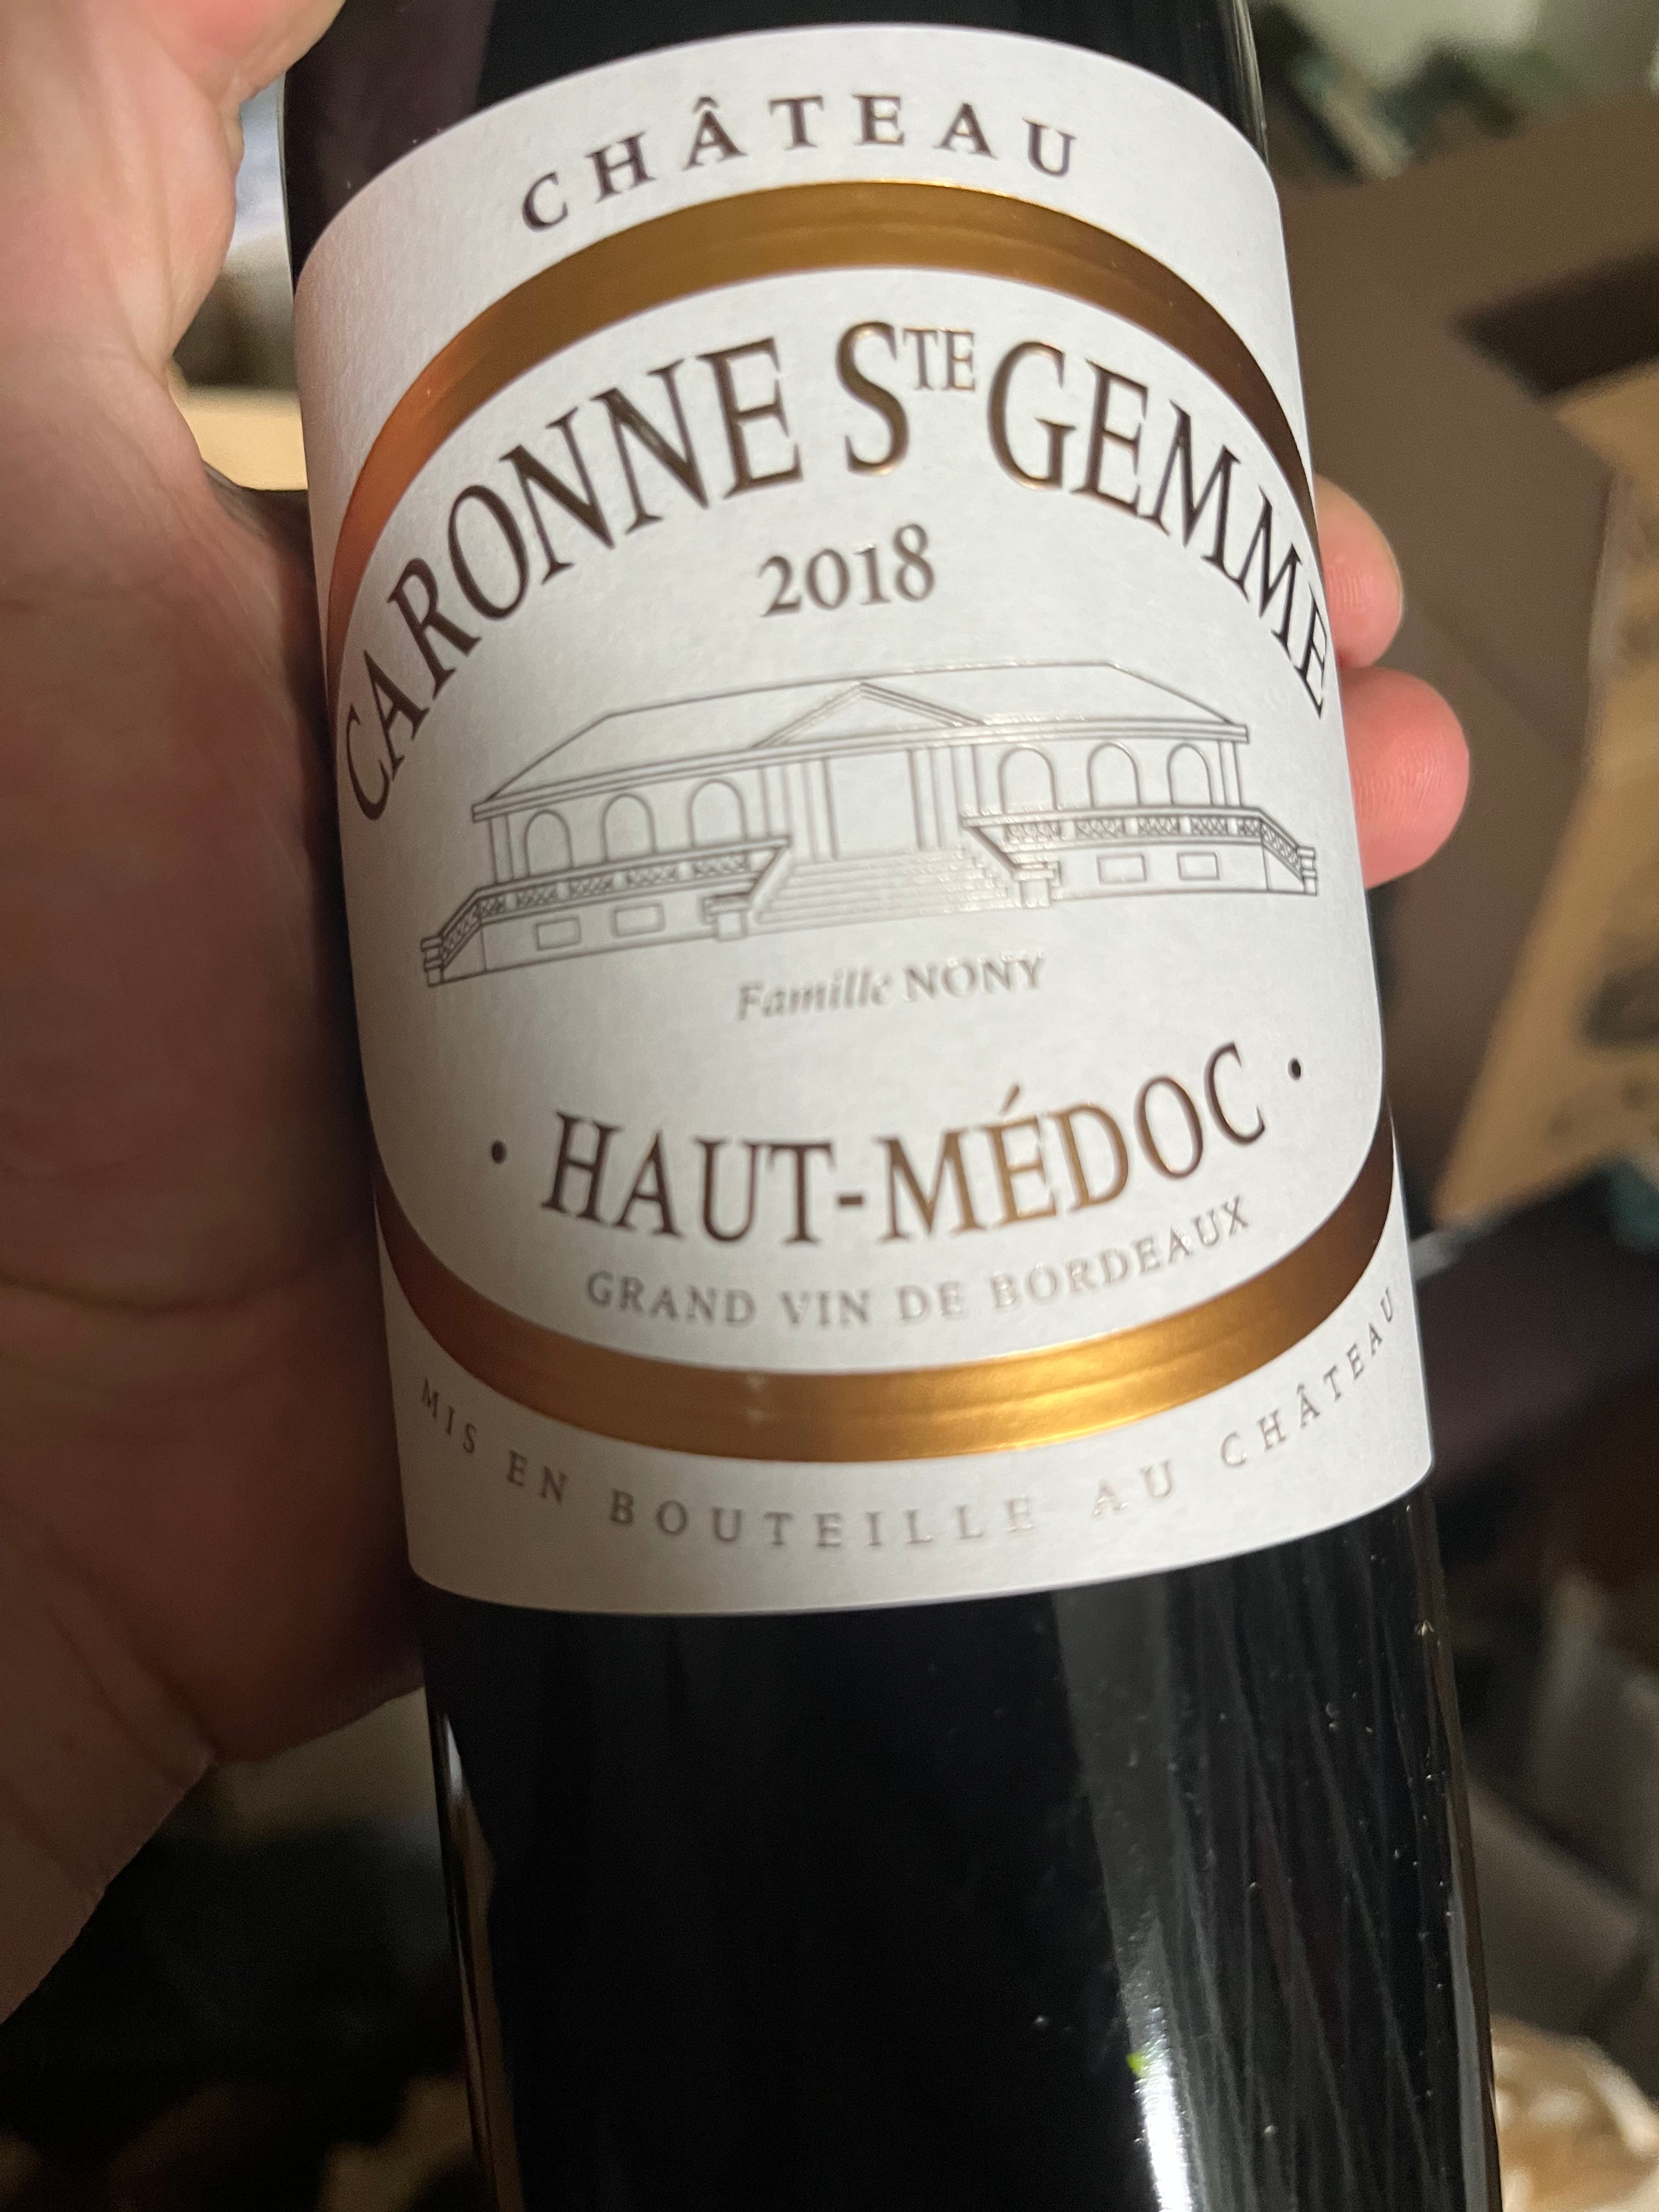 CHÂTEAU
CARONNE STE GEMME
2018
Famille NONY
• HAUT-MÉDOC •
GRAND VIN DE BORDEAUX
MIS EN BOUTEILLE AU CHÂTEAU